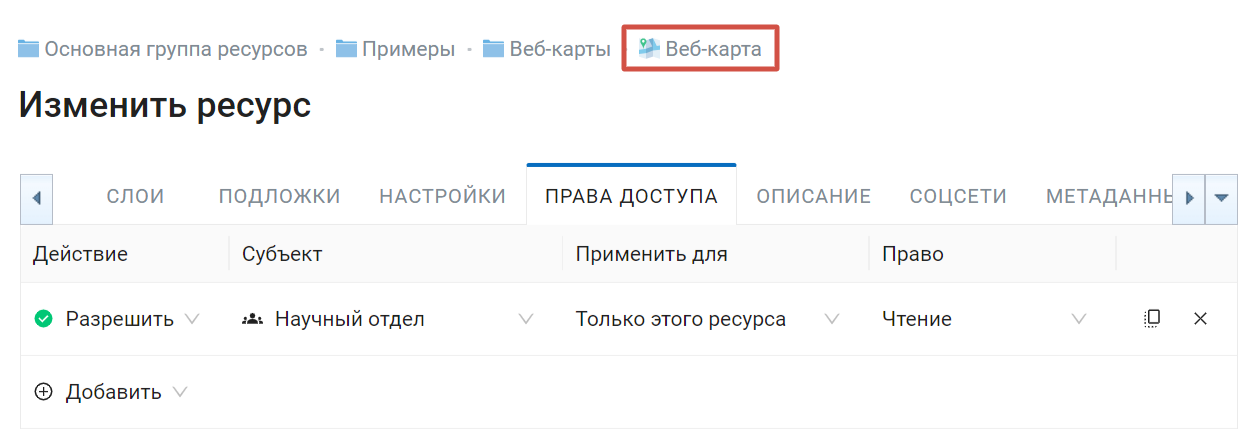 Основная группа ресурсов · Примеры · Веб-карты · Веб-карта
Изменить ресурс
СЛОИ ПОДЛОЖКИ НАСТРОЙКИ ПРАВА ДОСТУПА ОПИСАНИЕ СОЦСЕТИ МЕТАДАННЫ
Действие Субъект Применить для Право
Разрешить Научный отдел Только этого ресурса Чтение
Добавить